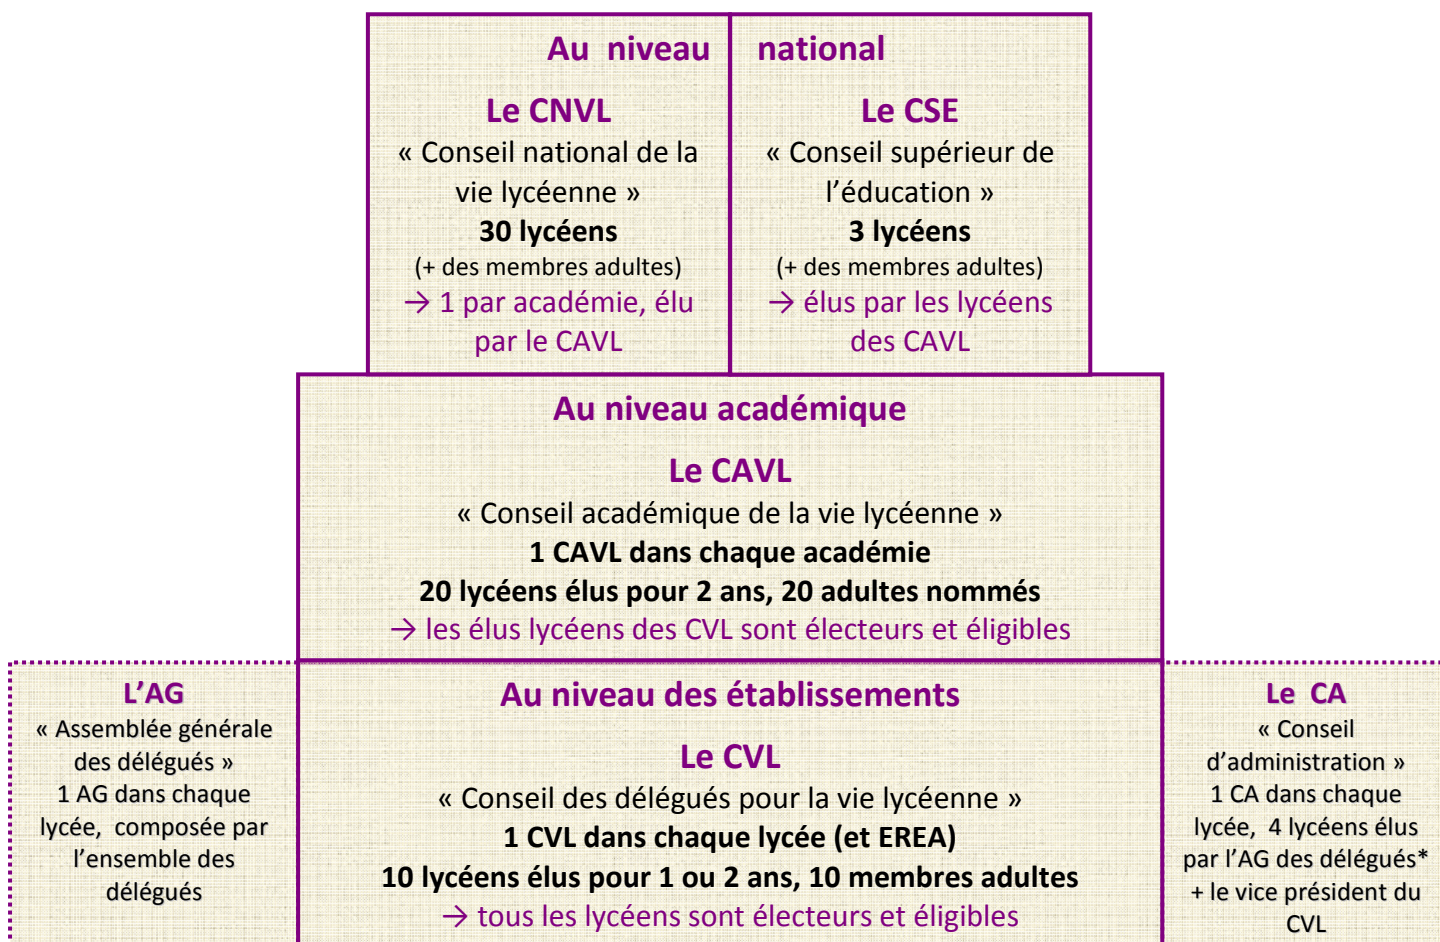 Au niveau national
Le CNVL
« Conseil national de la
vie lycéenne »
30 lycéens
(+ des membres adultes)
→ 1 par académie, élu
par le CAVL
Le CSE
« Conseil supérieur de
l’éducation »
3 lycéens
(+ des membres adultes)
→ élus par les lycéens
des CAVL
Au niveau académique
Le CAVL
« Conseil académique de la vie lycéenne »
1 CAVL dans chaque académie
20 lycéens élus pour 2 ans, 20 adultes nommés
→ les élus lycéens des CVL sont électeurs et éligibles
L’AG
« Assemblée générale
des délégués »
1 AG dans chaque
lycée, composée par
l’ensemble des
délégués
Au niveau des établissements
Le CVL
« Conseil des délégués pour la vie lycéenne »
1 CVL dans chaque lycée (et EREA)
10 lycéens élus pour 1 ou 2 ans, 10 membres adultes
→ tous les lycéens sont électeurs et éligibles
Le CA
« Conseil
d’administration »
1 CA dans chaque
lycée, 4 lycéens élus
par l’AG des délégués*
+ le vice président du
CVL